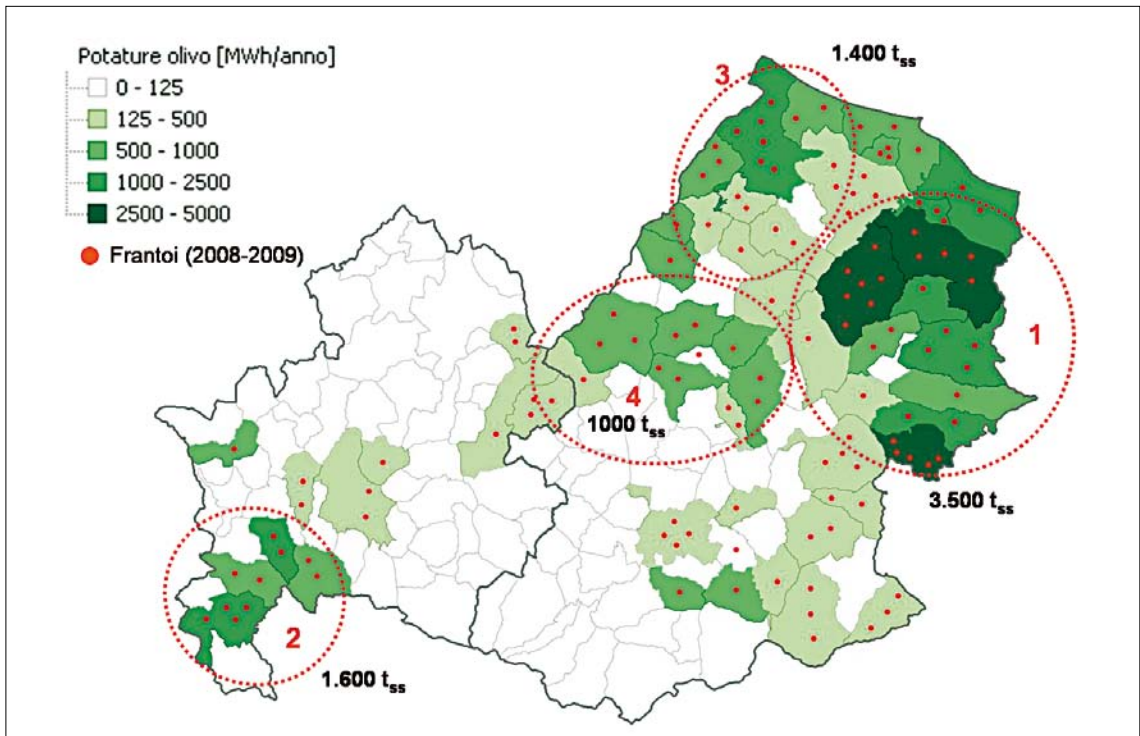 Potature olivo [MWh/anno]
0 - 125
125 - 500
500 - 1000
1000 - 2500
2500 - 5000
Frantoi (2008-2009)
1.400 tss
3
1
4
1000 tss
3.500 tss
2
1.600 tss